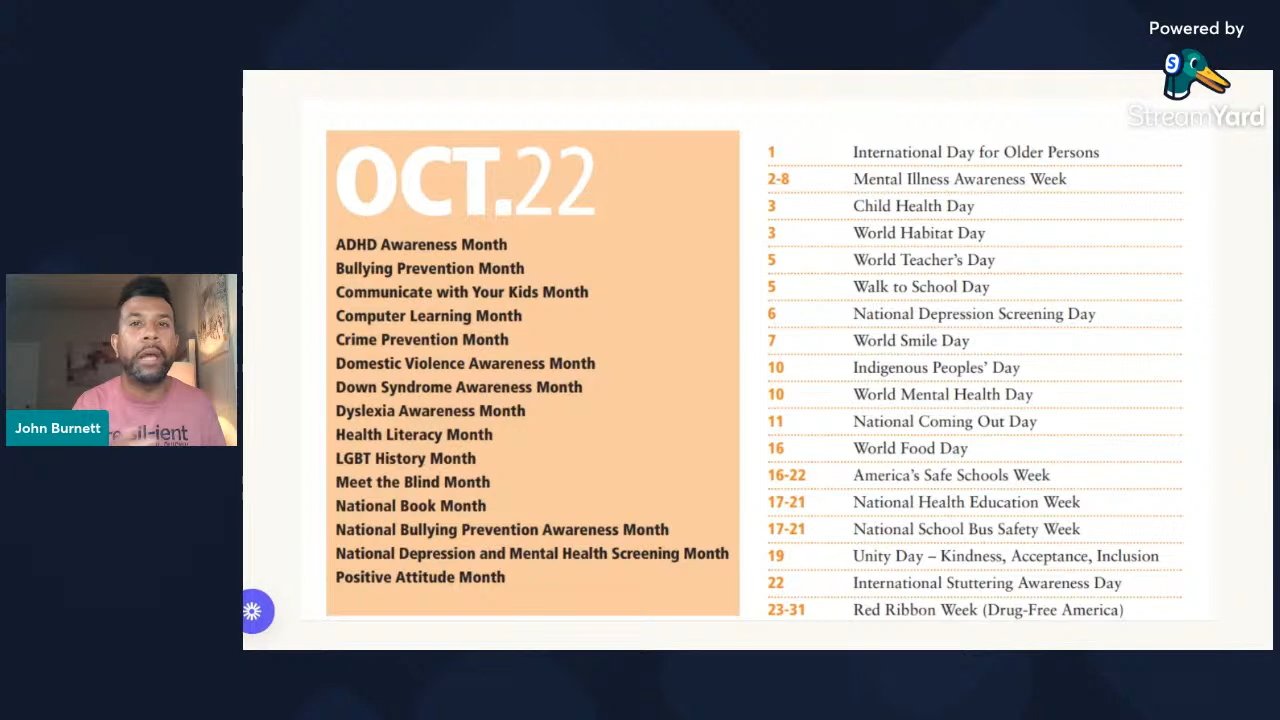 Powered by
S
StreamYard
OCT.22
ADHD Awareness Month
Bullying Prevention Month
Communicate with Your Kids Month
Computer Learning Month
Crime Prevention Month
Domestic Violence Awareness Month
Down Syndrome Awareness Month
Dyslexia Awareness Month
Health Literacy Month
LGBT History Month
Meet the Blind Month
National Book Month
National Bullying Prevention Awareness Month
National Depression and Mental Health Screening Month
Positive Attitude Month
1 International Day for Older Persons
2-8 Mental Illness Awareness Week
3 Child Health Day
3 World Habitat Day
5 World Teacher's Day
5 Walk to School Day
6 National Depression Screening Day
7 World Smile Day
10 Indigenous Peoples' Day
10 World Mental Health Day
11 National Coming Out Day
16 World Food Day
16-22 America's Safe Schools Week
17-21 National Health Education Week
17-21 National School Bus Safety Week
19 Unity Day – Kindness, Acceptance, Inclusion
22 International Stuttering Awareness Day
23-31 Red Ribbon Week (Drug-Free America)
John Burnett